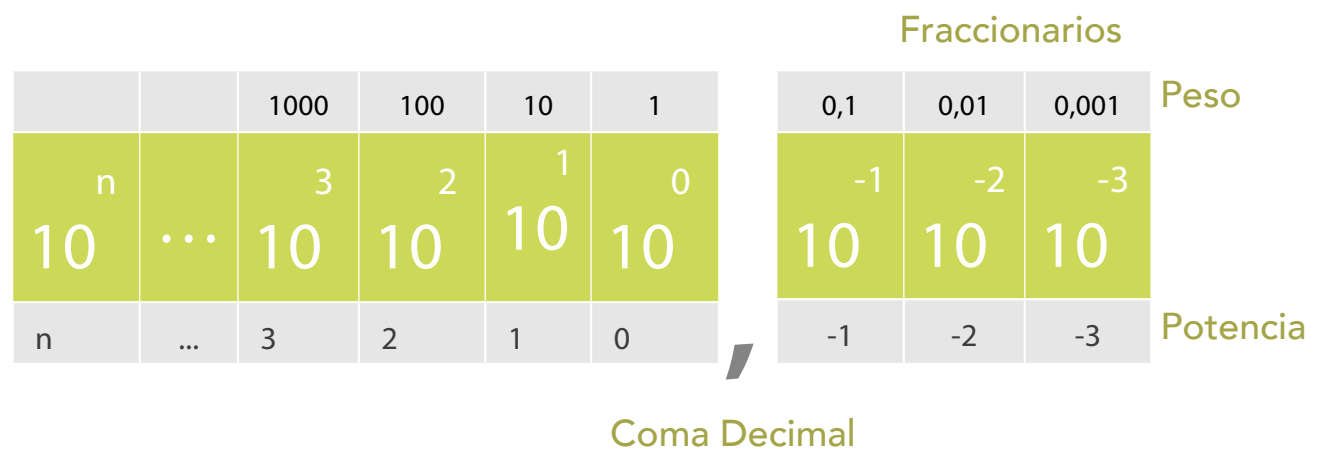 Fraccionarios
1000 100 10 1 0,1 0,01 0,001 Peso
n 3 2 1 0 -1 -2 -3
10 ... 10 10 10 10 10 10 10
n ... 3 2 1 0 , -1 -2 -3 Potencia
Coma Decimal